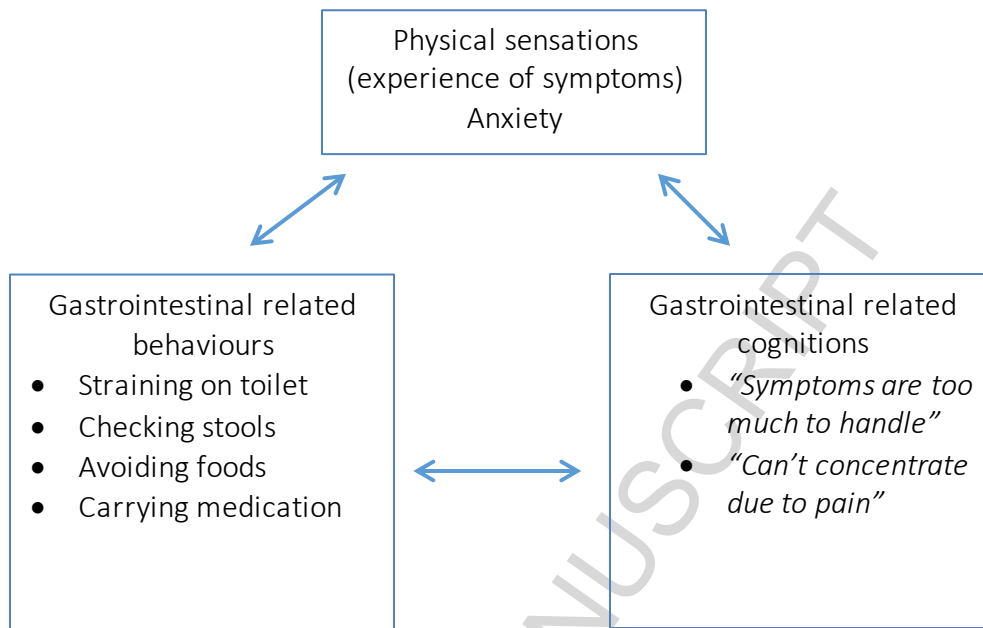 Physical sensations
(experience of symptoms)
Anxiety
Gastrointestinal related
behaviours
● Straining on toilet
● Checking stools
● Avoiding foods
● Carrying medication
Gastrointestinal related
cognitions
● “Symptoms are too
much to handle”
● “Can’t concentrate
due to pain”
NUSCRIPT